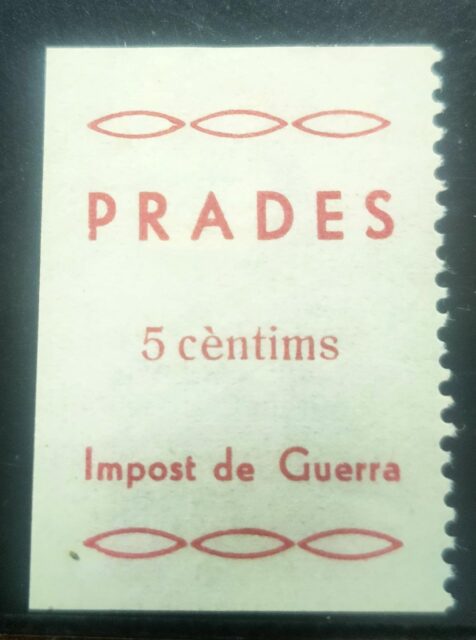 PRADES
5 cèntims
Impost de Guerra